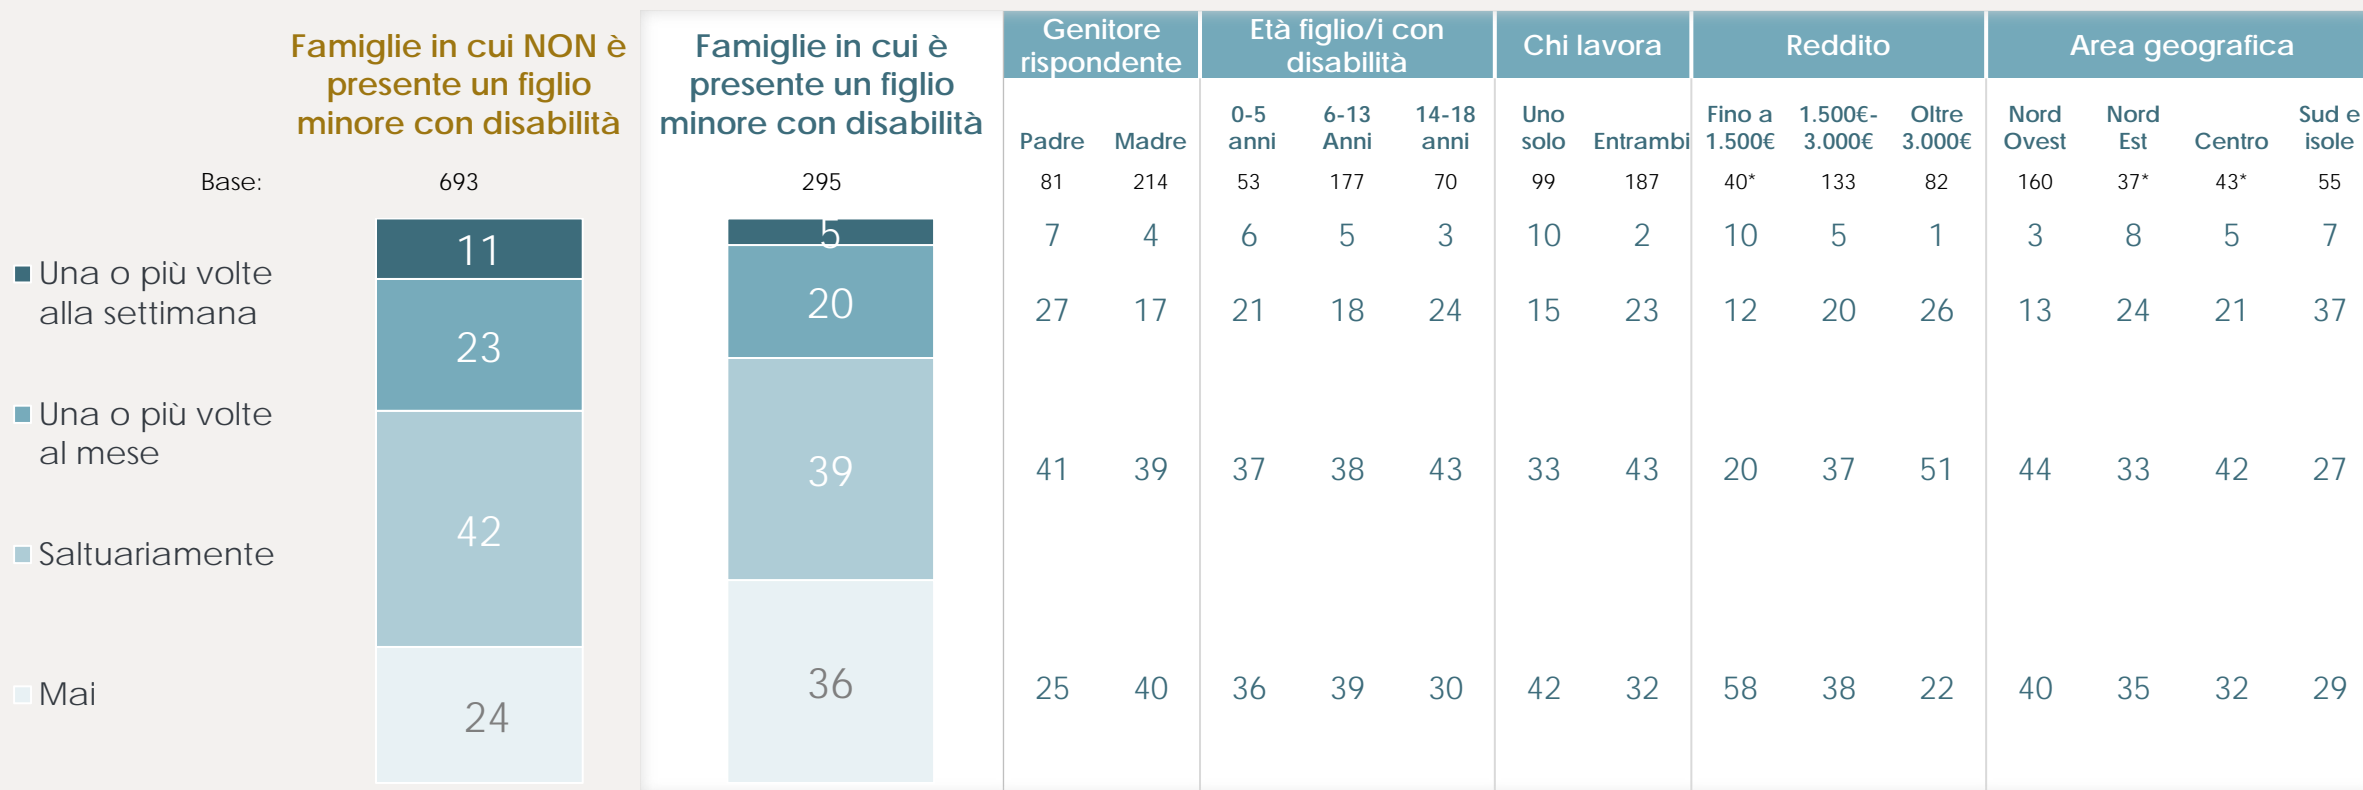 Famiglie in cui NON è
presente un figlio
minore con disabilità
Famiglie in cui è
presente un figlio
minore con disabilità
Genitore
rispondente
Età figlio/i con
disabilità
Chi lavora
Reddito
Area geografica
Padre Madre
0-5
anni
6-13
Anni
14-18
anni
Uno
solo
Entrambi
Fino a
1.500€
1.500€-
3.000€
Oltre
3.000€
Nord
Ovest
Nord
Est
Centro
Sud e
isole
Base: 693 295 81 214 53 177 70 99 187 40* 133 82 160 37* 43* 55
Una o più volte
alla settimana
11 5 7 4 6 5 3 10 2 10 5 1 3 8 5 7
Una o più volte
al mese
23 20 27 17 21 18 24 15 23 12 20 26 13 24 21 37
Saltuariamente
42 39 41 39 37 38 43 33 43 20 37 51 44 33 42 27
Mai
24 36 25 40 36 39 30 42 32 58 38 22 40 35 32 29